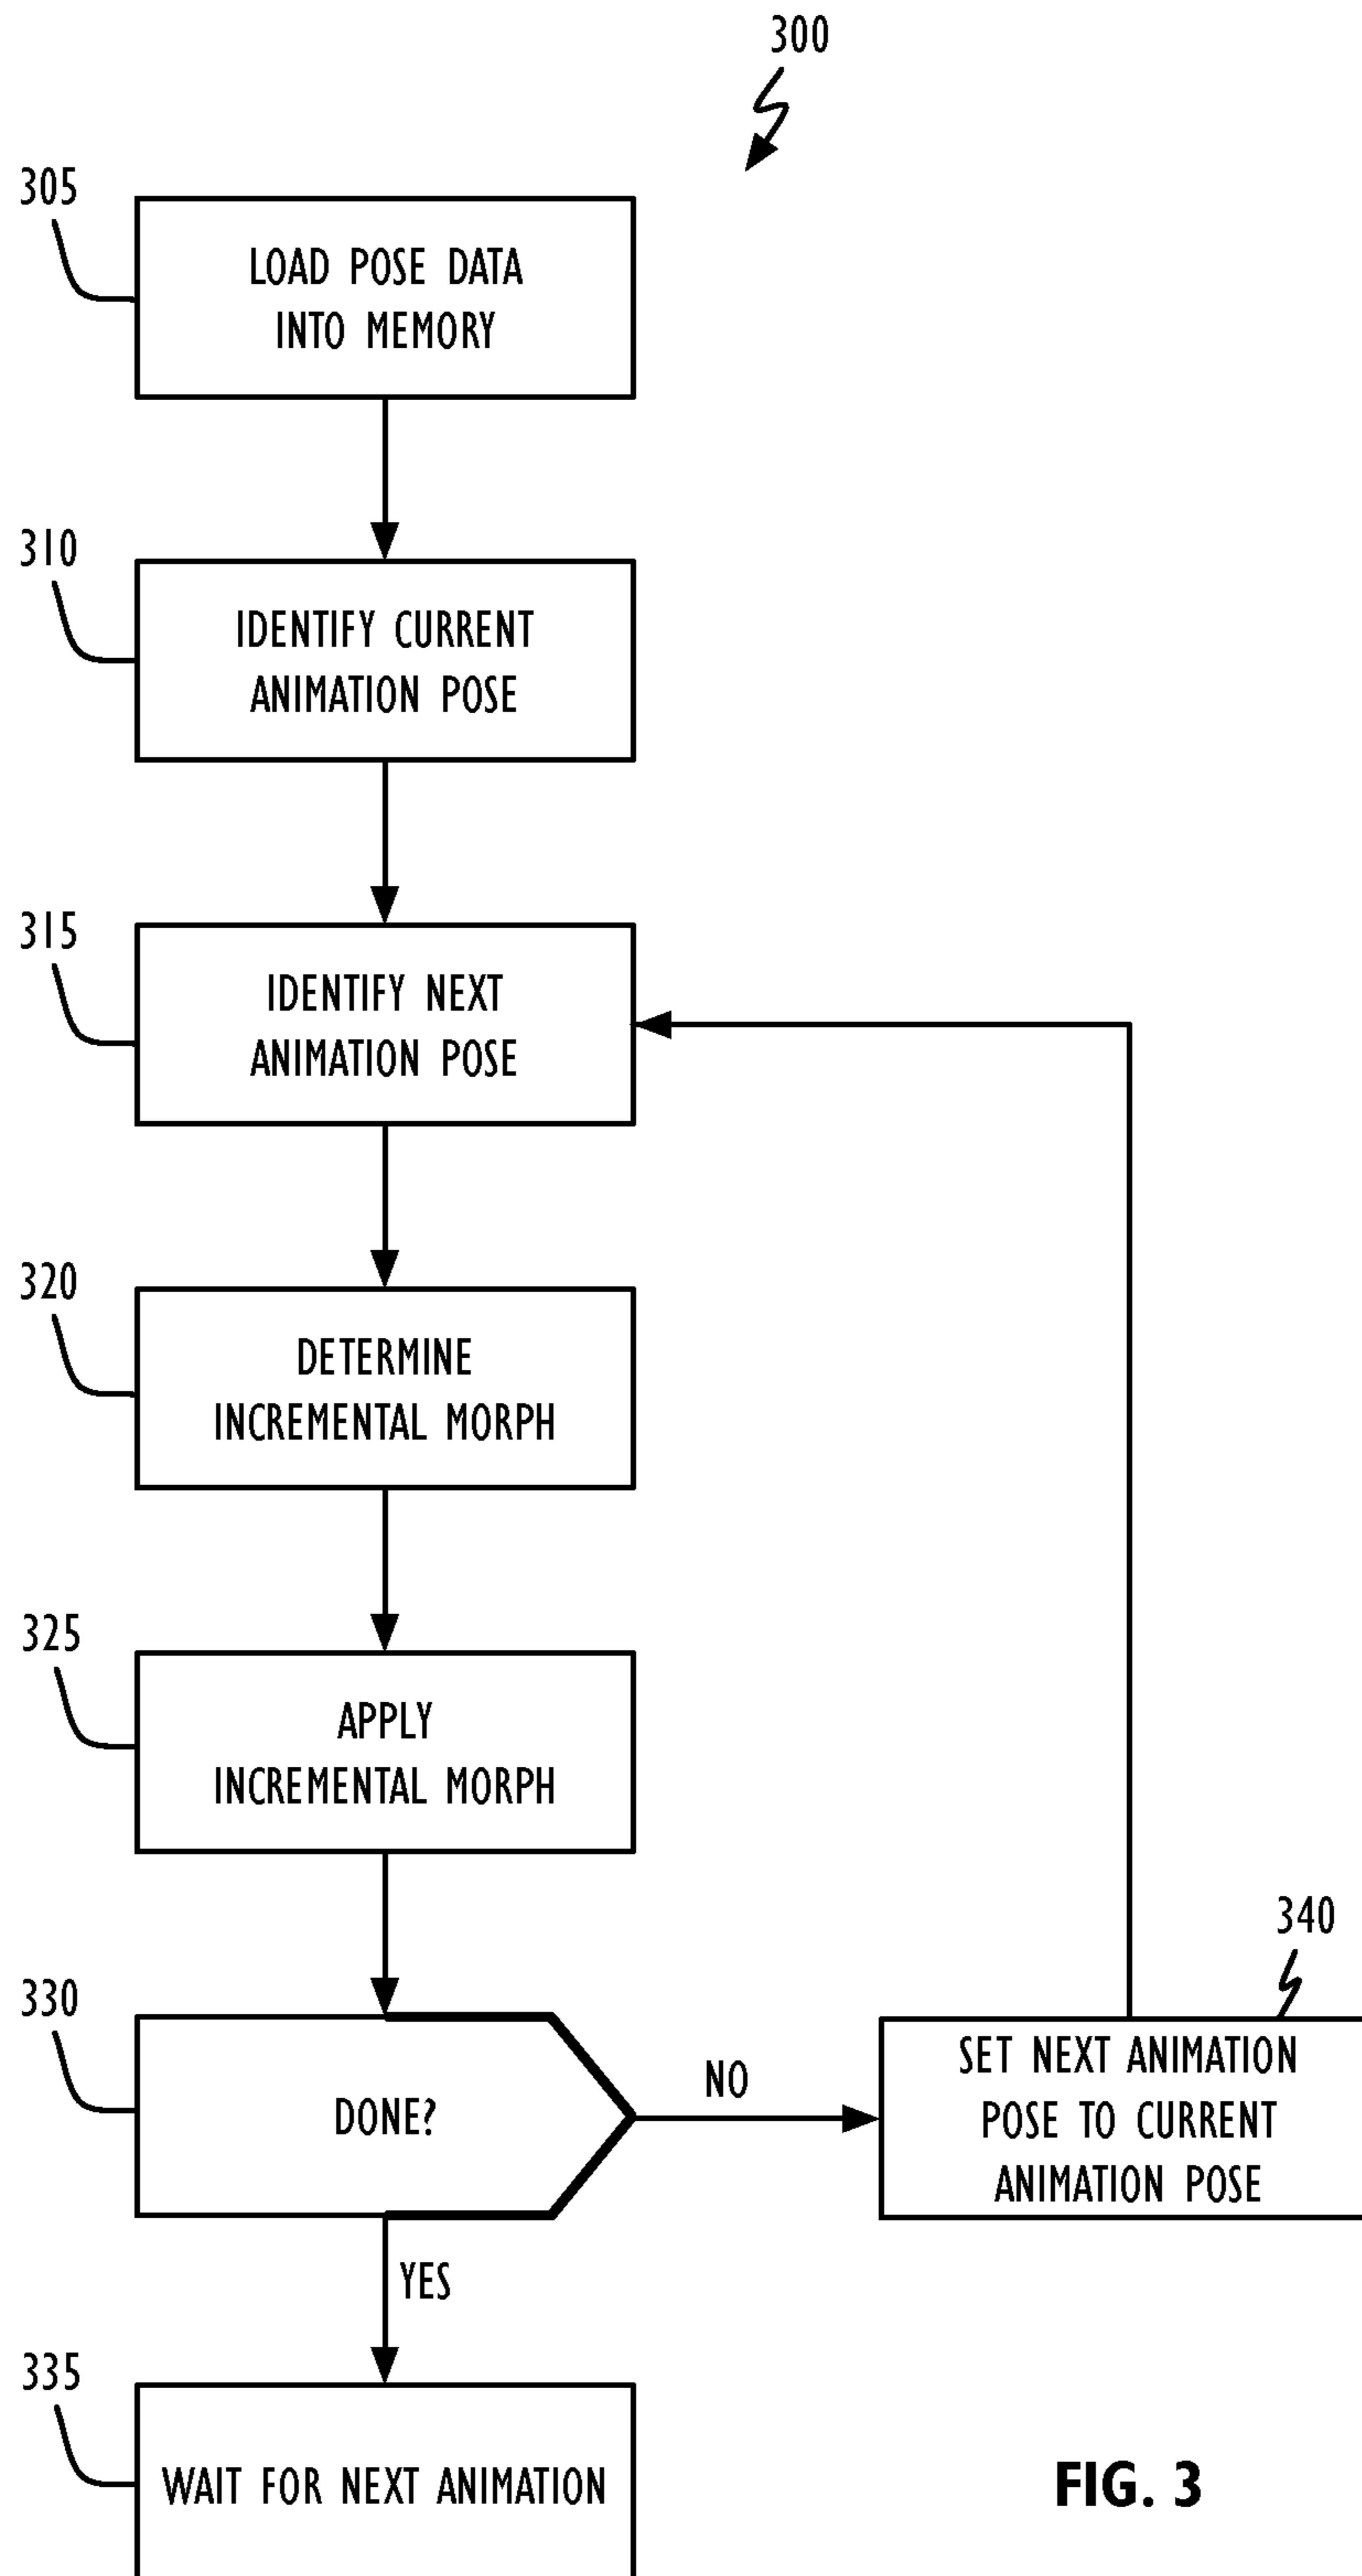 300
305
LOAD POSE DATA
INTO MEMORY
310
IDENTIFY CURRENT
ANIMATION POSE
315
IDENTIFY NEXT
ANIMATION POSE
320
DETERMINE
INCREMENTAL MORPH
325
APPLY
INCREMENTAL MORPH
330
DONE?
NO
340
SET NEXT ANIMATION
POSE TO CURRENT
ANIMATION POSE
YES
335
WAIT FOR NEXT ANIMATION
FIG. 3